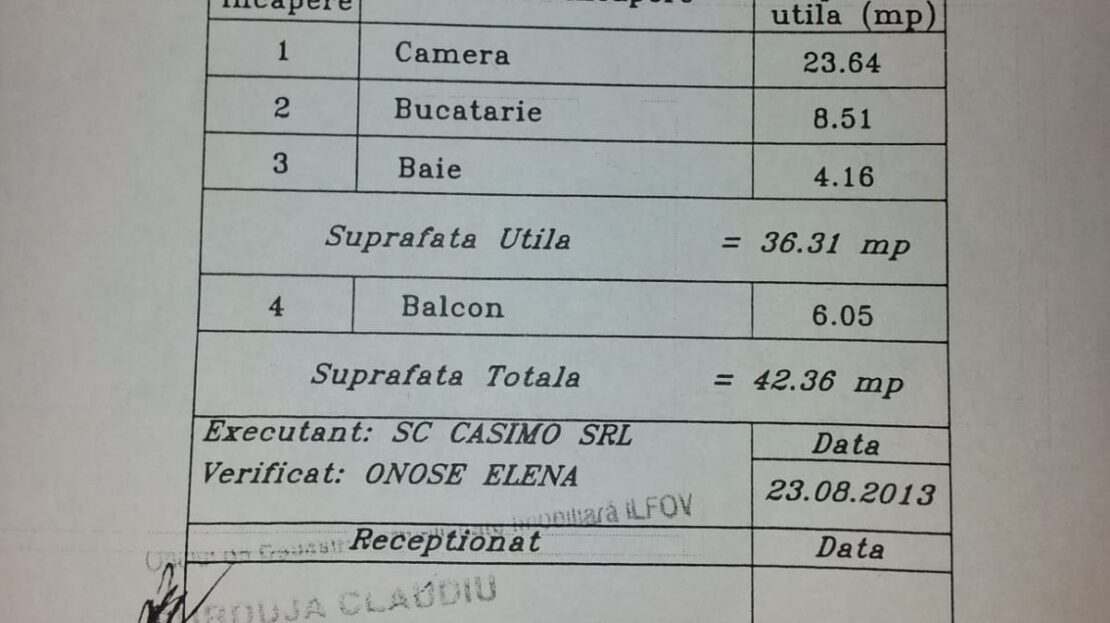 utila (mp)
1 Camera 23.64
2 Bucatarie 8.51
3 Baie 4.16
Suprafata Utila = 36.31 mp
4 Balcon 6.05
Suprafata Totala = 42.36 mp
Executant: SC CASIMO SRL
Data
Verificat: ONOSE ELENA
23.08.2013
ILFOV
Receptionat Data
CLAUDIU